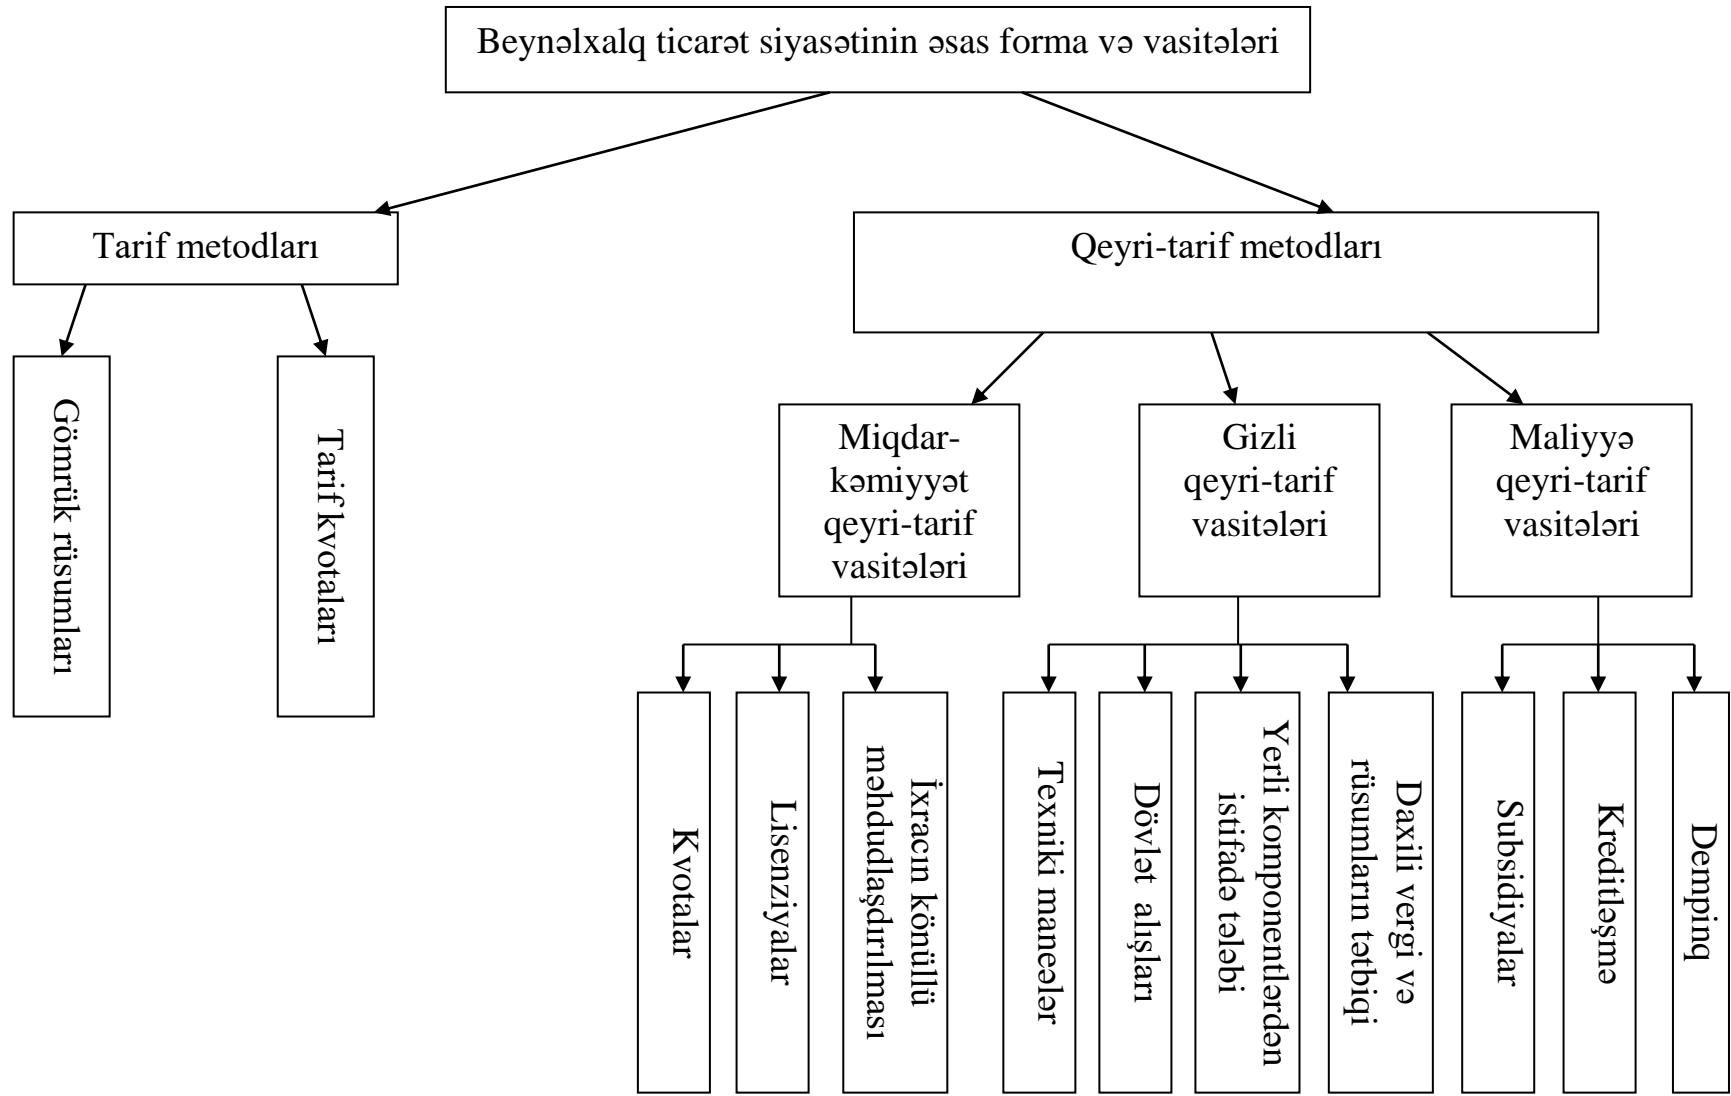 Beynəlxalq ticarət siyasətinin əsas forma və vasitələri
Tarif metodları
Qeyri-tarif metodları
Gömrük rüsumları
Tarif kvotaları
Miqdar-
kəmiyyət
qeyri-tarif
vasitələri
Gizli
qeyri-tarif
vasitələri
Maliyyə
qeyri-tarif
vasitələri
Kvotalar
Lisenziyalar
İxracın könüllü
məhdudlaşdırılması
Texniki maneələr
Dövlət alışları
Yerli komponentlərdən
istifadə tələbi
Daxili vergi və
rüsumların tətbiqi
Subsidiyalar
Kreditləşmə
Dempinq